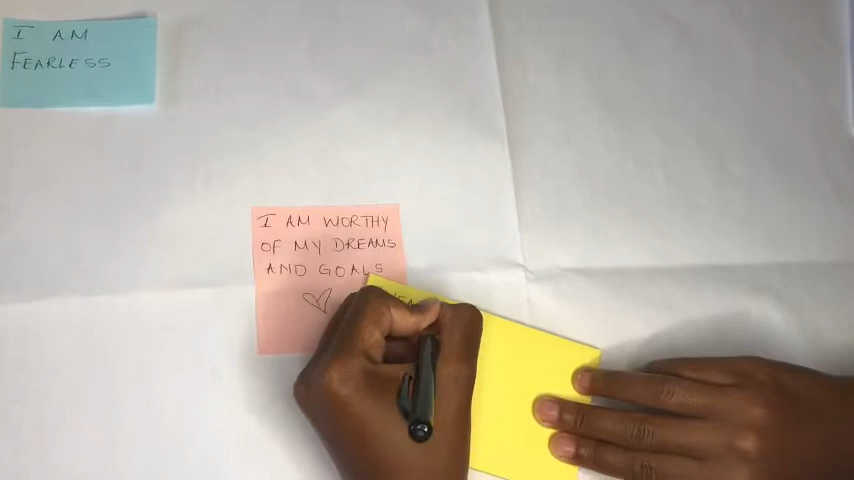 I AM
FEARLESS
I AM WORTHY
OF MY DREAMS
AND GOALS